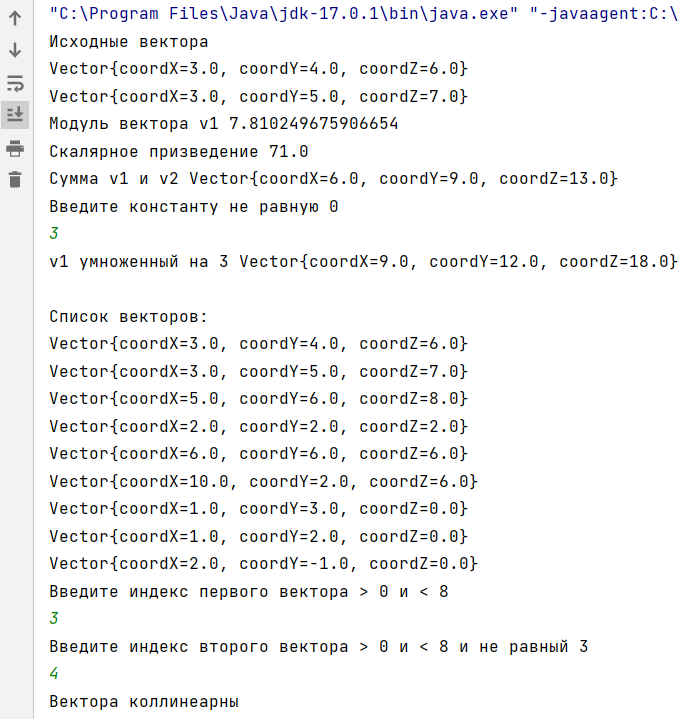 "C:\Program Files\Java\jdk-17.0.1\bin\java.exe" "-javaagent:C:\
Исходные вектора
Vector{coordX=3.0, coordY=4.0, coordZ=6.0}
Vector{coordX=3.0, coordY=5.0, coordZ=7.0}
Модуль вектора v1 7.810249675906654
Скалярное призведение 71.0
Сумма v1 и v2 Vector{coordX=6.0, coordY=9.0, coordZ=13.0}
Введите константу не равную 0
3
v1 умноженный на 3 Vector{coordX=9.0, coordY=12.0, coordZ=18.0}
Список векторов:
Vector{coordX=3.0, coordY=4.0, coordZ=6.0}
Vector{coordX=3.0, coordY=5.0, coordZ=7.0}
Vector{coordX=5.0, coordY=6.0, coordZ=8.0}
Vector{coordX=2.0, coordY=2.0, coordZ=2.0}
Vector{coordX=6.0, coordY=6.0, coordZ=6.0}
Vector{coordX=10.0, coordY=2.0, coordZ=6.0}
Vector{coordX=1.0, coordY=3.0, coordZ=0.0}
Vector{coordX=1.0, coordY=2.0, coordZ=0.0}
Vector{coordX=2.0, coordY=-1.0, coordZ=0.0}
Введите индекс первого вектора > 0 и < 8
3
Введите индекс второго вектора > 0 и < 8 и не равный 3
4
Вектора коллинеарны